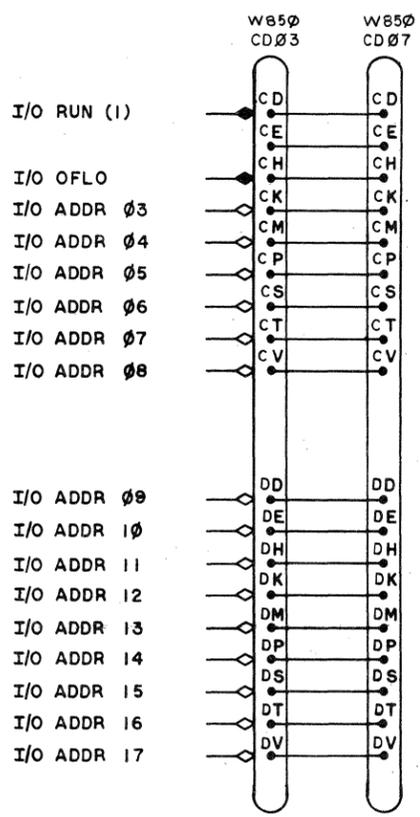 W85Ø W85Ø
CDØ3 CDØ7
I/O RUN (1) CD CD
CE CE
I/O OFLO CH CH
I/O ADDR Ø3 CK CK
I/O ADDR Ø4 CM CM
I/O ADDR Ø5 CP CP
I/O ADDR Ø6 CS CS
I/O ADDR Ø7 CT CT
I/O ADDR Ø8 CV CV
I/O ADDR Ø9 DD DD
I/O ADDR 1Ø DE DE
I/O ADDR 11 DH DH
I/O ADDR 12 DK DK
I/O ADDR 13 DM DM
I/O ADDR 14 DP DP
I/O ADDR 15 DS DS
I/O ADDR 16 DT DT
I/O ADDR 17 DV DV